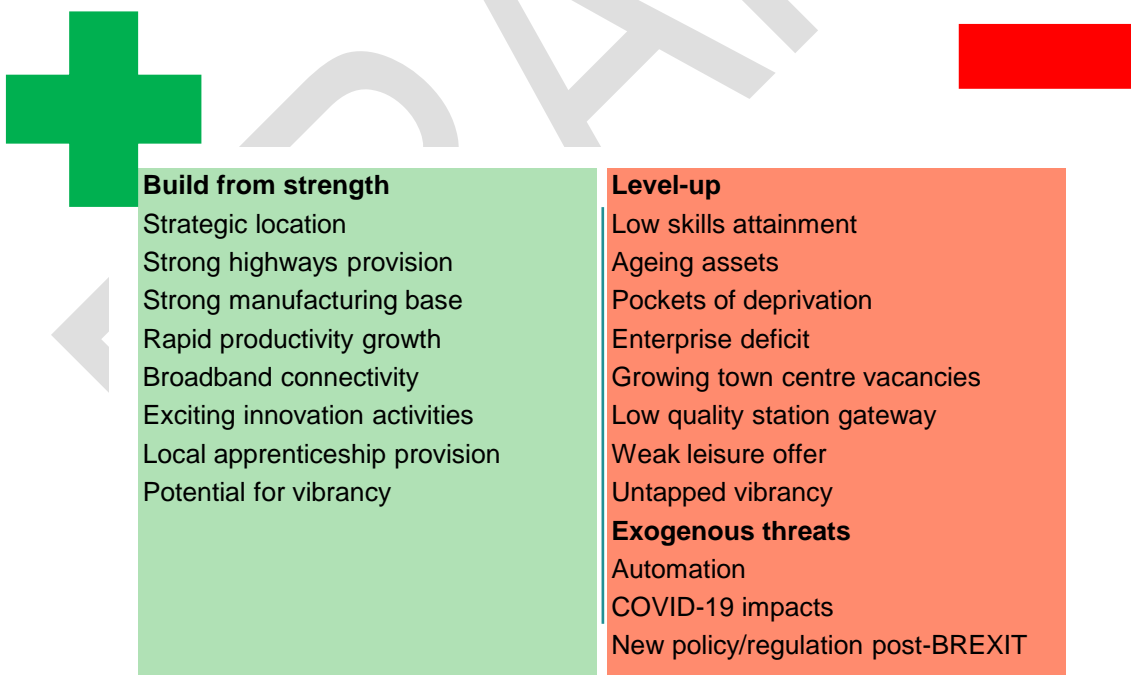 Build from strength
Strategic location
Strong highways provision
Strong manufacturing base
Rapid productivity growth
Broadband connectivity
Exciting innovation activities
Local apprenticeship provision
Potential for vibrancy
Level-up
Low skills attainment
Ageing assets
Pockets of deprivation
Enterprise deficit
Growing town centre vacancies
Low quality station gateway
Weak leisure offer
Untapped vibrancy
Exogenous threats
Automation
COVID-19 impacts
New policy/regulation post-BREXIT